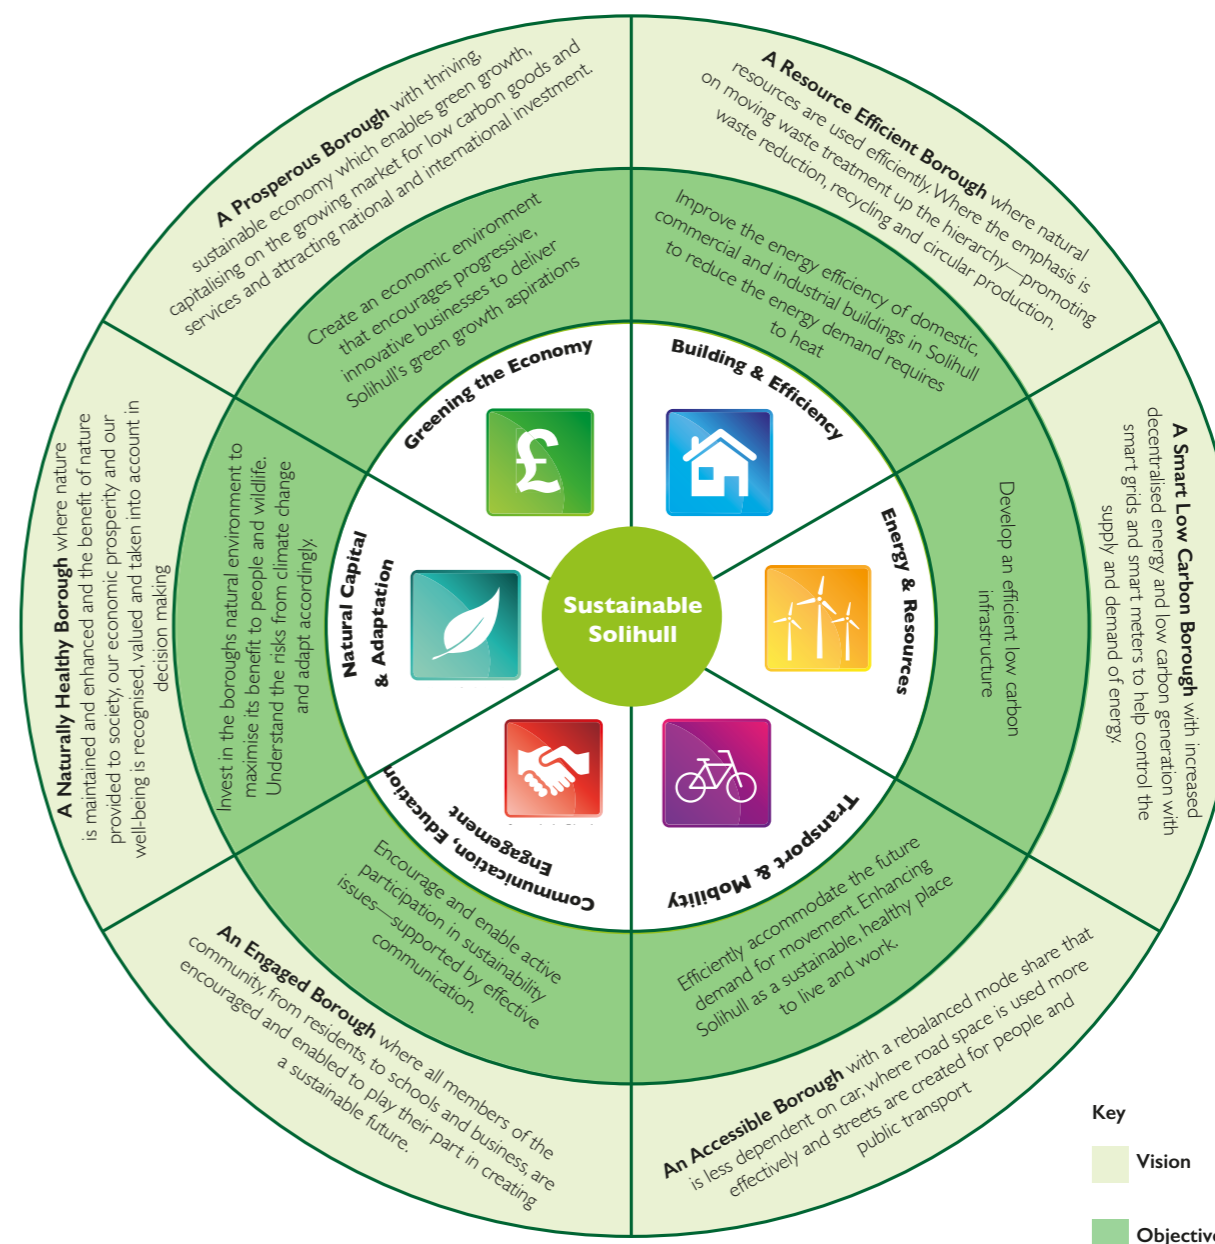 A Prosperous Borough with thriving,
sustainable economy which enables green growth,
capitalising on the growing market for low carbon goods and
services and attracting national and international investment.
A Resource Efficient Borough where natural
resources are used efficiently. Where the emphasis is
on moving waste treatment up the hierarchy—promoting
waste reduction, recycling and circular production.
A Smart Low Carbon Borough with increased
decentralised energy and low carbon generation with
smart grids and smart meters to help control the
supply and demand of energy.
An Accessible Borough with a rebalanced mode share that
is less dependent on car, where road space is used more
effectively and streets are created for people and
public transport
An Engaged Borough where all members of the
community, from residents, to schools and business, are
encouraged and enabled to play their part in creating
a sustainable future.
A Naturally Healthy Borough where nature
is maintained and enhanced and the benefit of nature
provided to society, our economic prosperity and our
well-being is recognised, valued and taken into account in
decision making
Create an economic environment
that encourages progressive,
innovative businesses to deliver
Solihull's green growth aspirations
Improve the energy efficiency of domestic,
commercial and industrial buildings in Solihull
to reduce the energy demand requires
to heat
Develop an efficient low carbon
infrastructure
Efficiently accommodate the future
demand for movement. Enhancing
Solihull as a sustainable, healthy place
to live and work.
Encourage and enable active
participation in sustainability
issues—supported by effective
communication.
Invest in the boroughs natural environment to
maximise its benefit to people and wildlife.
Understand the risks from climate change
and adapt accordingly.
Greening the Economy
Building & Efficiency
Energy & Resources
Transport & Mobility
Communication, Education
Engagement
Natural Capital
& Adaptation
£
Sustainable
Solihull
Key
Vision
Objective